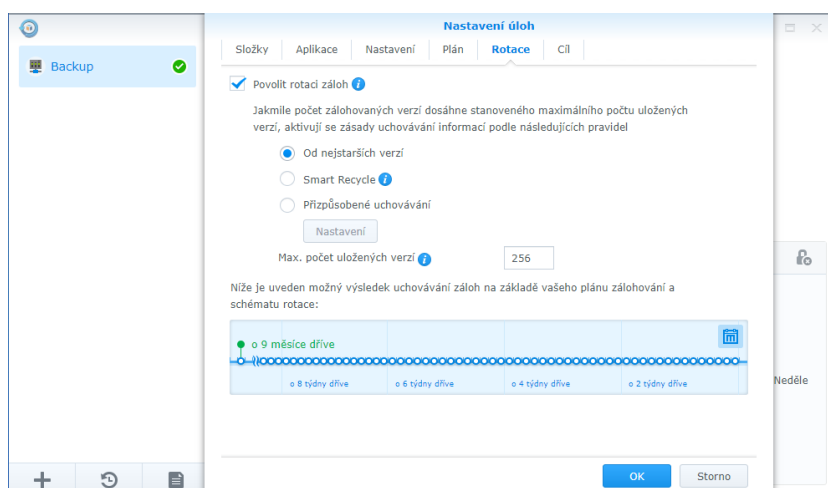 Nastavení úloh
Backup
Složky Aplikace Nastavení Plán Rotace Cíl
Povolit rotaci záloh
Jakmile počet zálohovaných verzí dosáhne stanoveného maximálního počtu uložených
verzí, aktivují se zásady uchovávání informací podle následujících pravidel
Od nejstarších verzí
Smart Recycle
Přizpůsobené uchovávání
Nastavení
Max. počet uložených verzí 256
Níže je uveden možný výsledek uchovávání záloh na základě vašeho plánu zálohování a
schématu rotace:
o 9 měsíce dříve
o 8 týdny dříve o 6 týdny dříve o 4 týdny dříve o 2 týdny dříve
Neděle
OK Storno